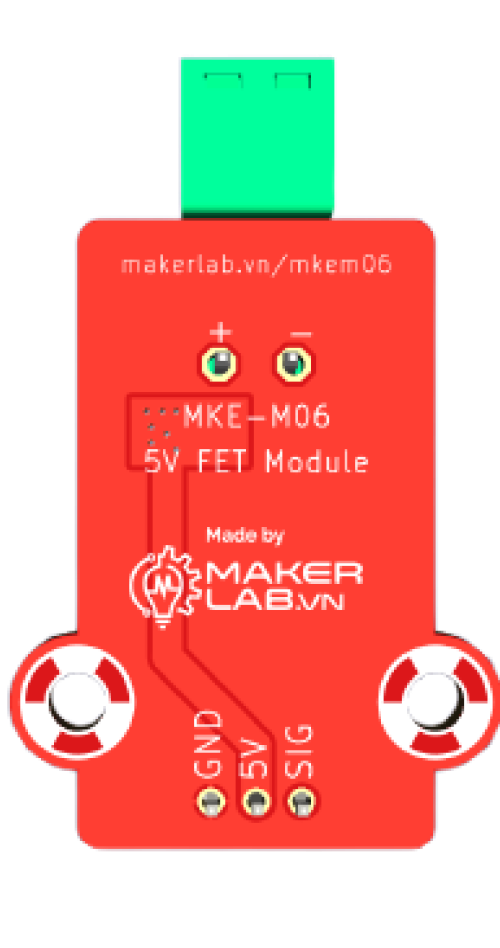 makerlab.vn/mkem06
+ −
MKE-M06
5V FET Module
Made by
MAKER
LAB.VN
GND 5V SIG